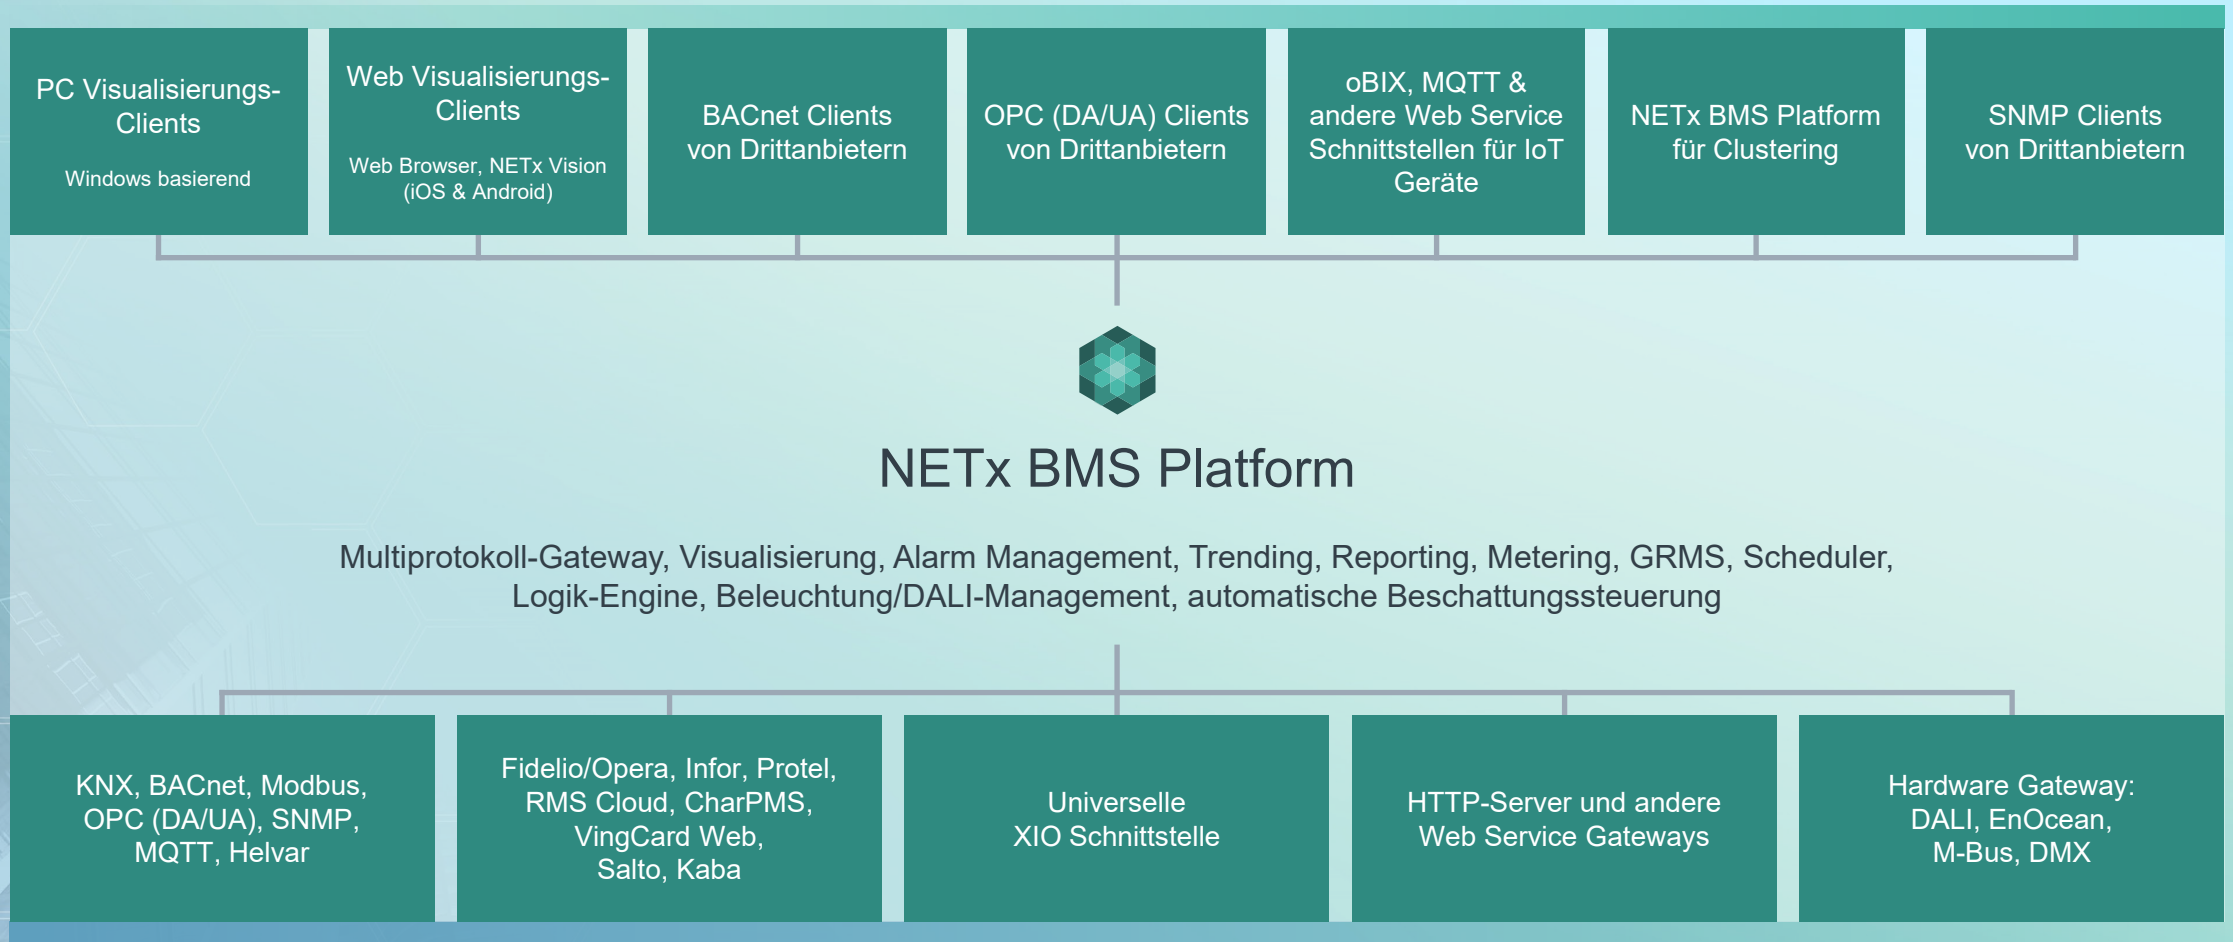 PC Visualisierungs-
Clients
Windows basierend
Web Visualisierungs-
Clients
Web Browser, NETx Vision
(iOS & Android)
BACnet Clients
von Drittanbietern
OPC (DA/UA) Clients
von Drittanbietern
oBIX, MQTT &
andere Web Service
Schnittstellen für IoT
Geräte
NETx BMS Platform
für Clustering
SNMP Clients
von Drittanbietern
NETx BMS Platform
Multiprotokoll-Gateway, Visualisierung, Alarm Management, Trending, Reporting, Metering, GRMS, Scheduler,
Logik-Engine, Beleuchtung/DALI-Management, automatische Beschattungssteuerung
KNX, BACnet, Modbus,
OPC (DA/UA), SNMP,
MQTT, Helvar
Fidelio/Opera, Infor, Protel,
RMS Cloud, CharPMS,
VingCard Web,
Salto, Kaba
Universelle
XIO Schnittstelle
HTTP-Server und andere
Web Service Gateways
Hardware Gateway:
DALI, EnOcean,
M-Bus, DMX